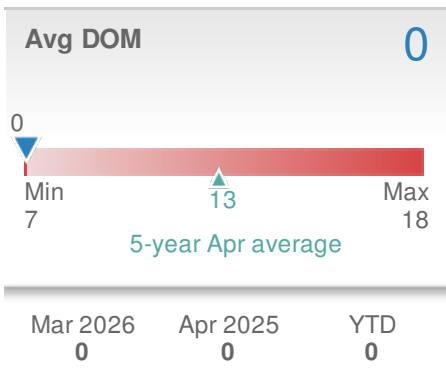 Avg DOM 0
0
Min Max
7 13 18
5-year Apr average
Mar 2026 Apr 2025 YTD
0 0 0